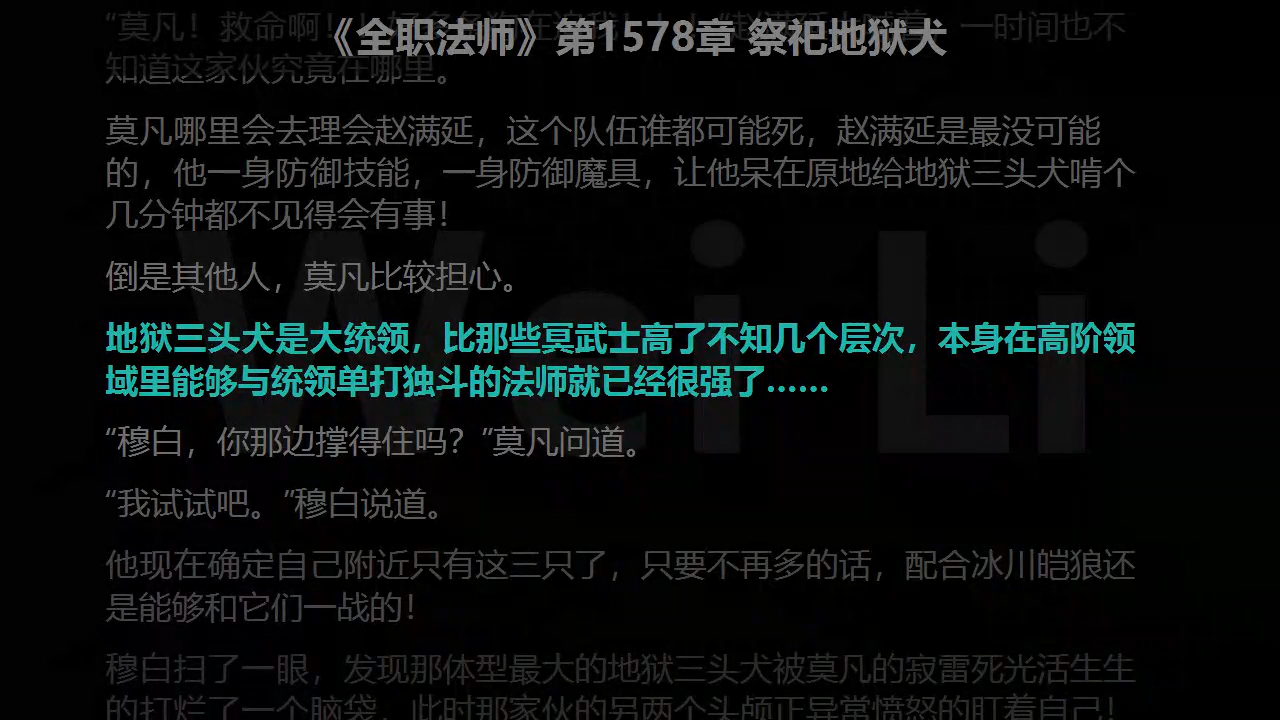 《全职法师》第1578章 祭祀地狱犬
“莫凡！救命啊！
一时间也不
知道这家伙究竟在哪里。
莫凡哪里会去理会赵满延，这个队伍谁都可能死，赵满延是最没可能
的，他一身防御技能，一身防御魔具，让他呆在原地给地狱三头犬啃个
几分钟都不见得会有事！
倒是其他人，莫凡比较担心。
地狱三头犬是大统领，比那些冥武士高了不知几个层次，本身在高阶领
域里能够与统领单打独斗的法师就已经很强了……
“穆白，你那边撑得住吗？”莫凡问道。
“我试试吧。”穆白说道。
他现在确定自己附近只有这三只了，只要不再多的话，配合冰川皑狼还
是能够和它们一战的！
穆白扫了一眼，发现那体型最大的地狱三头犬被莫凡的寂雷死光活生生
的打烂了一个脑袋，此时那家伙的另两个头颅正异常愤怒的盯着自己！
Wei Li